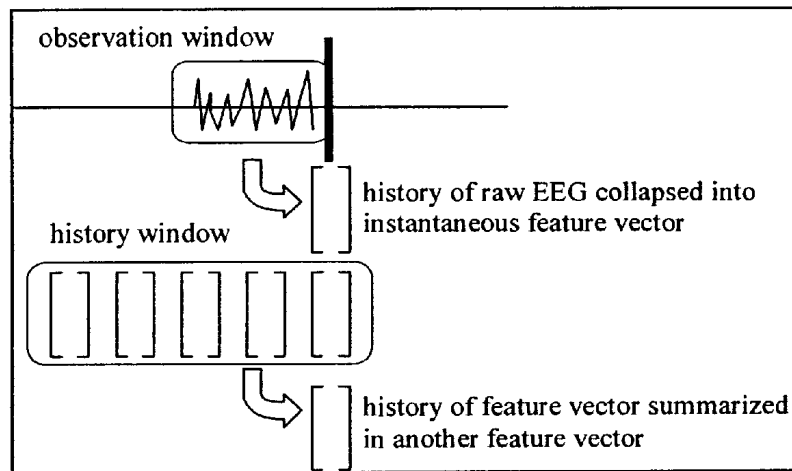 observation window
history of raw EEG collapsed into
instantaneous feature vector
history window
history of feature vector summarized
in another feature vector